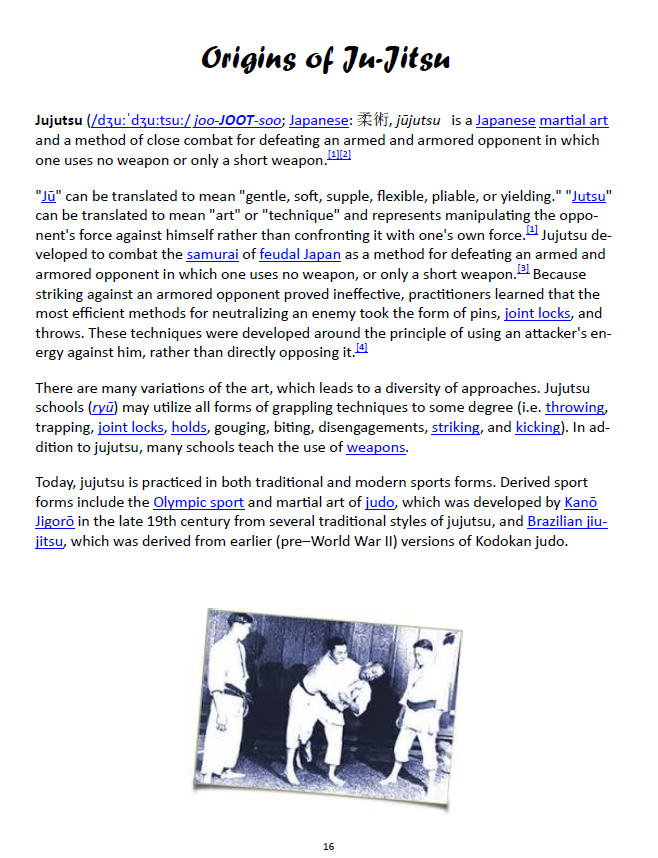 Origins of Ju-Jitsu
Jujutsu (/dʒuːˈdʒuːtsuː/ joo-JOOT-soo; Japanese: 柔術, jūjutsu is a Japanese martial art
and a method of close combat for defeating an armed and armored opponent in which
one uses no weapon or only a short weapon.[1][2]
"Jū" can be translated to mean "gentle, soft, supple, flexible, pliable, or yielding." "Jutsu"
can be translated to mean "art" or "technique" and represents manipulating the oppo-
nent's force against himself rather than confronting it with one's own force.[1] Jujutsu de-
veloped to combat the samurai of feudal Japan as a method for defeating an armed and
armored opponent in which one uses no weapon, or only a short weapon.[3] Because
striking against an armored opponent proved ineffective, practitioners learned that the
most efficient methods for neutralizing an enemy took the form of pins, joint locks, and
throws. These techniques were developed around the principle of using an attacker's en-
ergy against him, rather than directly opposing it.[4]
There are many variations of the art, which leads to a diversity of approaches. Jujutsu
schools (ryū) may utilize all forms of grappling techniques to some degree (i.e. throwing,
trapping, joint locks, holds, gouging, biting, disengagements, striking, and kicking). In ad-
dition to jujutsu, many schools teach the use of weapons.
Today, jujutsu is practiced in both traditional and modern sports forms. Derived sport
forms include the Olympic sport and martial art of judo, which was developed by Kanō
Jigorō in the late 19th century from several traditional styles of jujutsu, and Brazilian jiu-
jitsu, which was derived from earlier (pre–World War II) versions of Kodokan judo.
16